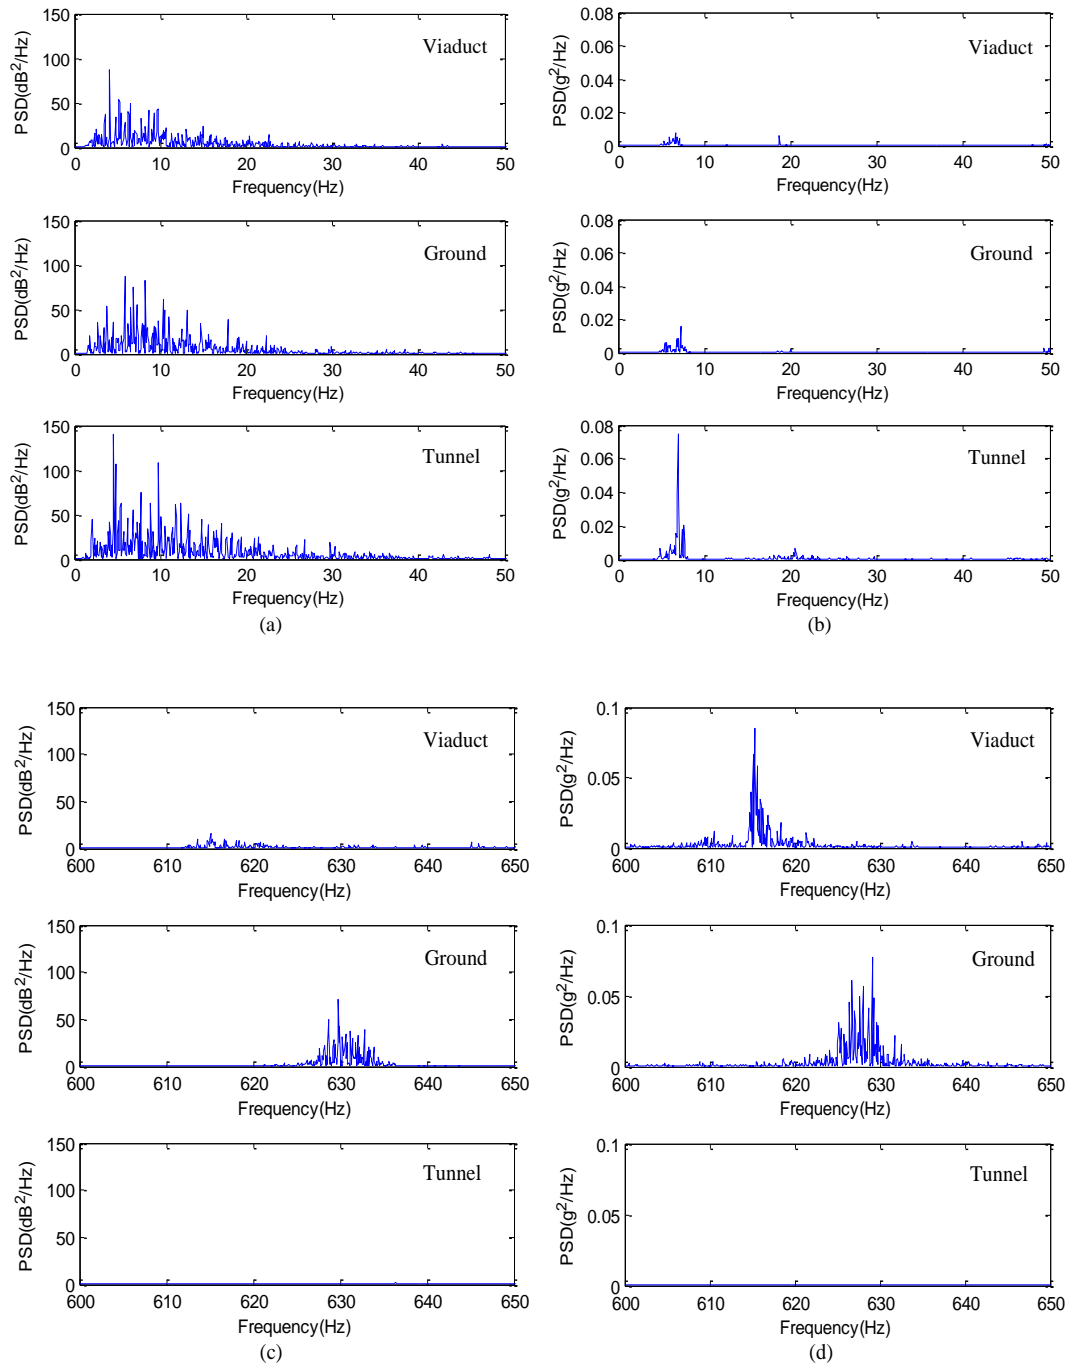 150
100
50
0
PSD(dB²/Hz)
Viaduct
0 10 20 30 40 50
Frequency(Hz)
0.08
0.06
0.04
0.02
0
PSD(g²/Hz)
Viaduct
0 10 20 30 40 50
Frequency(Hz)
150
100
50
0
PSD(dB²/Hz)
Ground
0 10 20 30 40 50
Frequency(Hz)
0.08
0.06
0.04
0.02
0
PSD(g²/Hz)
Ground
0 10 20 30 40 50
Frequency(Hz)
150
100
50
0
PSD(dB²/Hz)
Tunnel
0 10 20 30 40 50
Frequency(Hz)
(a)
0.08
0.06
0.04
0.02
0
PSD(g²/Hz)
Tunnel
0 10 20 30 40 50
Frequency(Hz)
(b)
150
100
50
0
PSD(dB²/Hz)
Viaduct
600 610 620 630 640 650
Frequency(Hz)
0.1
0.05
0
PSD(g²/Hz)
Viaduct
600 610 620 630 640 650
Frequency(Hz)
150
100
50
0
PSD(dB²/Hz)
Ground
600 610 620 630 640 650
Frequency(Hz)
0.1
0.05
0
PSD(g²/Hz)
Ground
600 610 620 630 640 650
Frequency(Hz)
150
100
50
0
PSD(dB²/Hz)
Tunnel
600 610 620 630 640 650
Frequency(Hz)
(c)
0.1
0.05
0
PSD(g²/Hz)
Tunnel
600 610 620 630 640 650
Frequency(Hz)
(d)